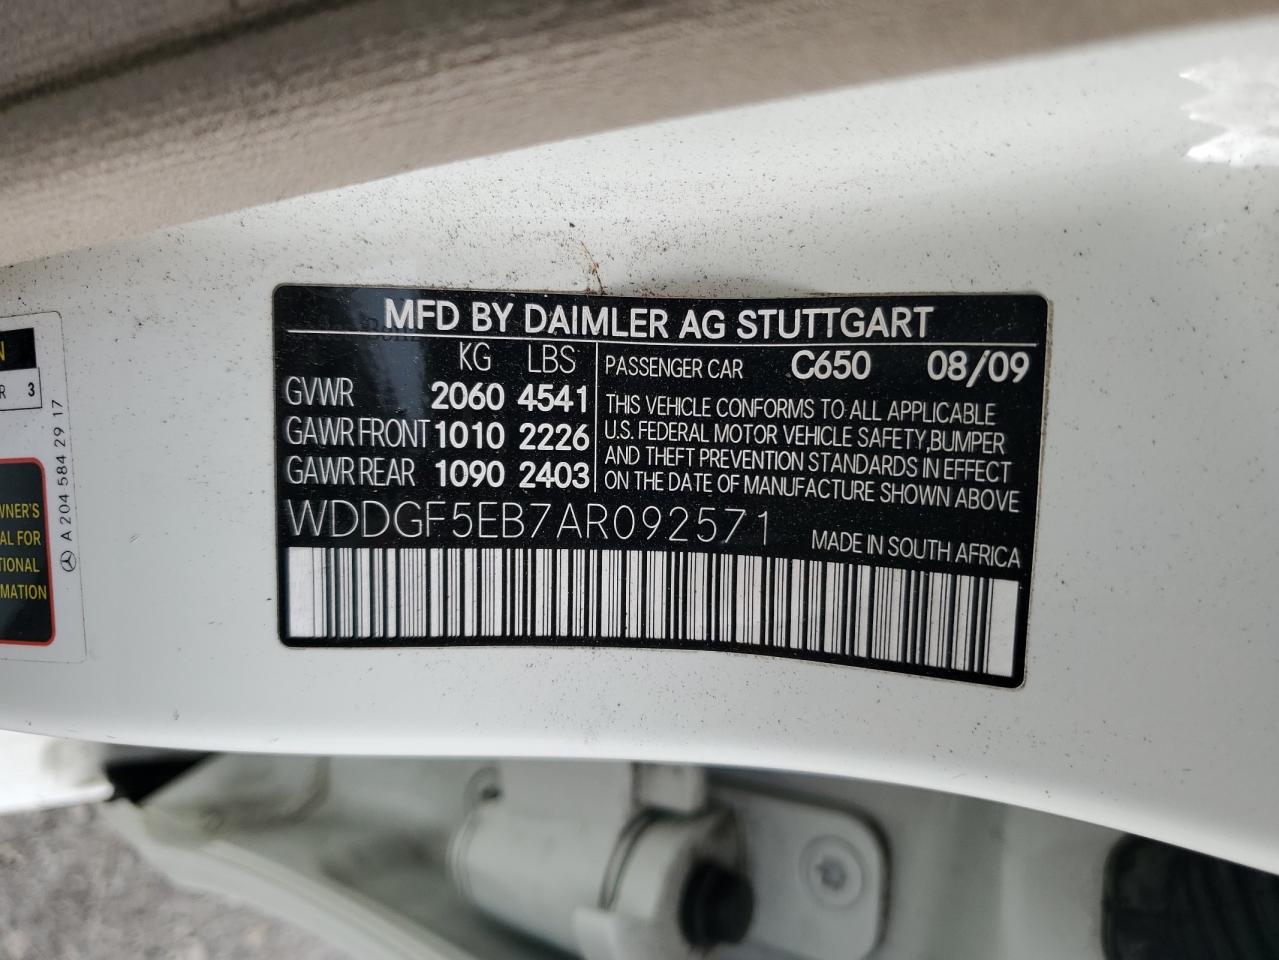 MFD BY DAIMLER AG STUTTGART
KG LBS
GVWR 2060 4541
GAWR FRONT 1010 2226
GAWR REAR 1090 2403
PASSENGER CAR C650 08/09
THIS VEHICLE CONFORMS TO ALL APPLICABLE
U.S. FEDERAL MOTOR VEHICLE SAFETY,BUMPER
AND THEFT PREVENTION STANDARDS IN EFFECT
ON THE DATE OF MANUFACTURE SHOWN ABOVE
WDDGF5EB7AR092571
MADE IN SOUTH AFRICA
N
R 3
A 204 584 29 17
WNER'S
AL FOR
TIONAL
RMATION